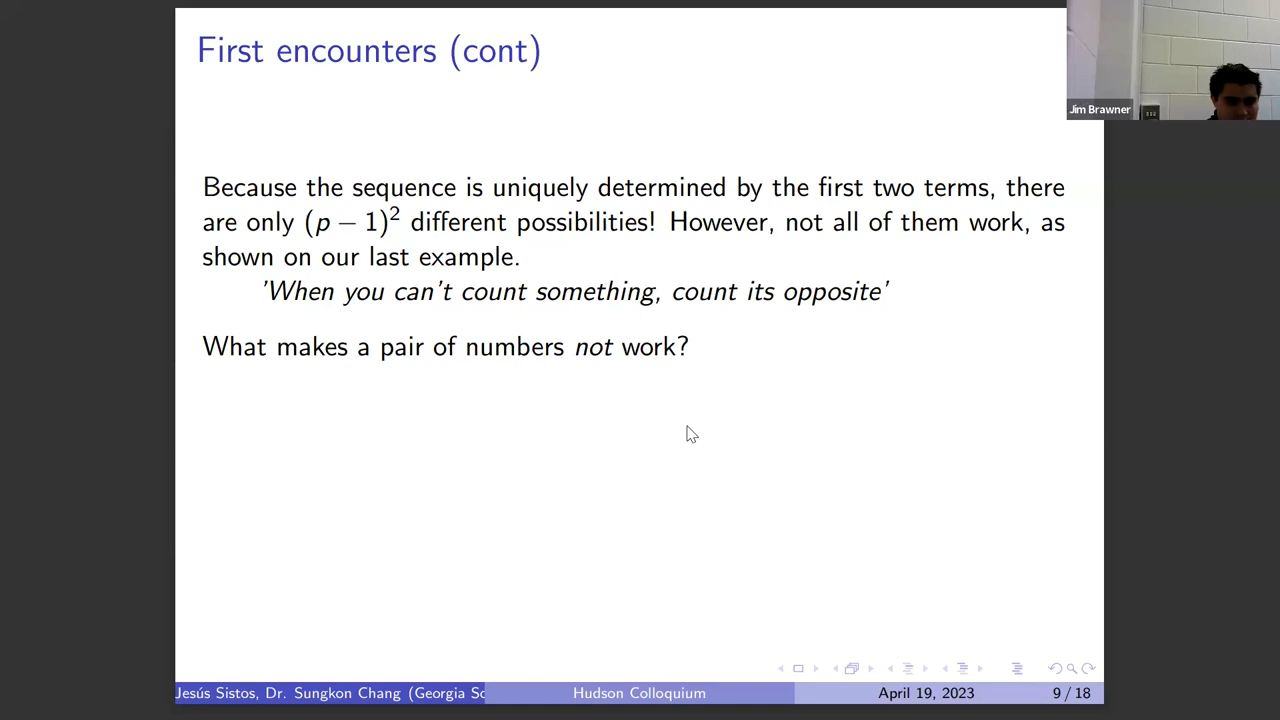 First encounters (cont)
Jim Brawner
Because the sequence is uniquely determined by the first two terms, there
are only (p − 1)² different possibilities! However, not all of them work, as
shown on our last example.
'When you can't count something, count its opposite'
What makes a pair of numbers not work?
Jesús Sistos, Dr. Sungkon Chang (Georgia So
Hudson Colloquium
April 19, 2023
9 / 18